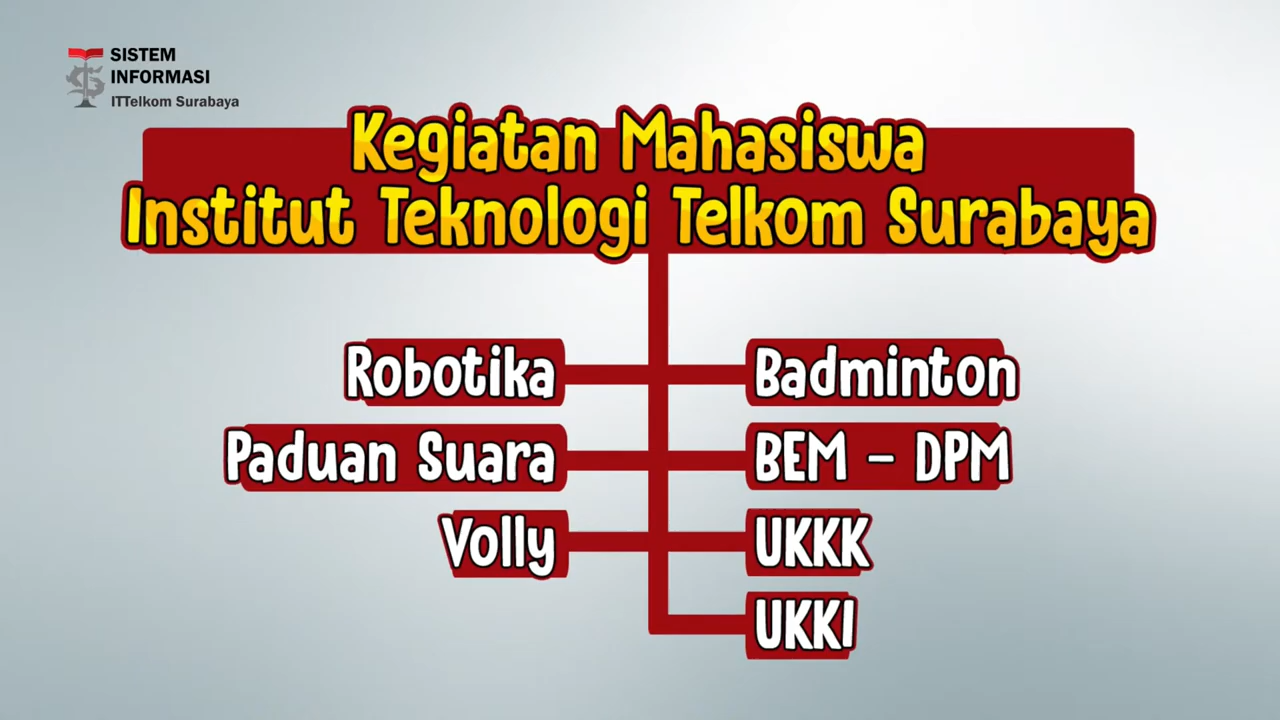 SISTEM
INFORMASI
ITTelkom Surabaya
Kegiatan Mahasiswa
Institut Teknologi Telkom Surabaya
Robotika
Paduan Suara
Volly
Badminton
BEM - DPM
UKKK
UKKI